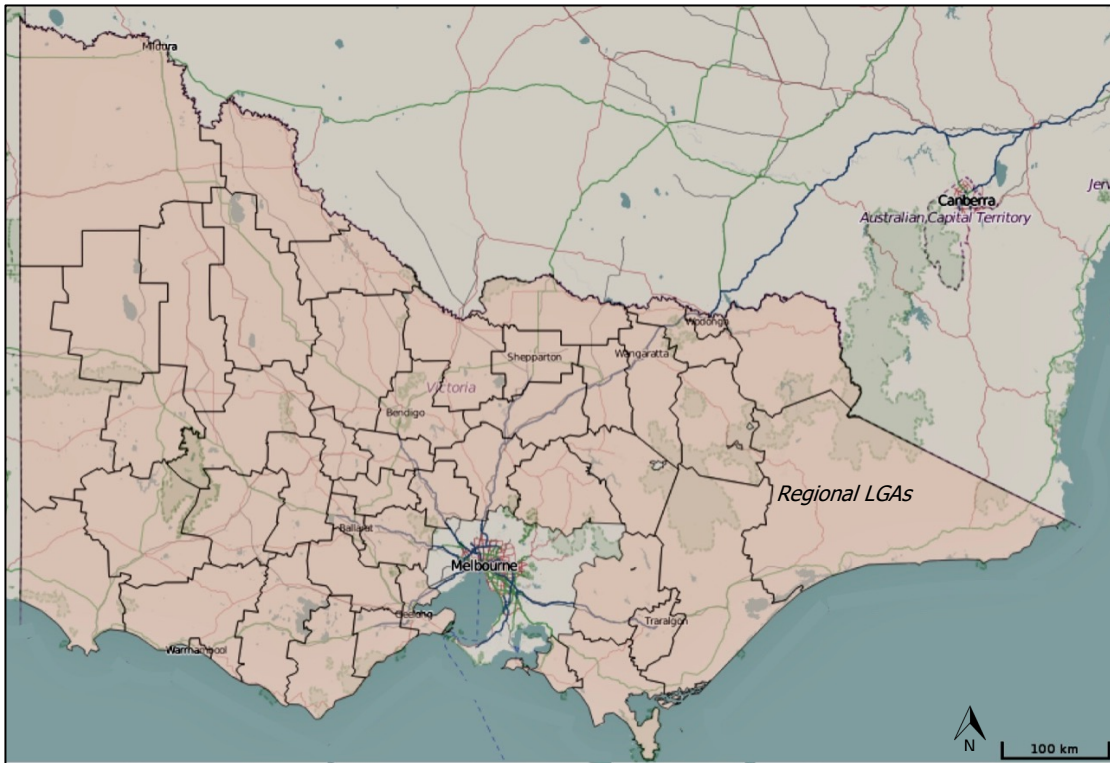 Mildura
Canberra
Jerv
Australian Capital Territory
Wodonga
Shepparton
Wangaratta
Victoria
Bendigo
Regional LGAs
Ballarat
Melbourne
Geelong
Traralgon
Warrnambool
N
100 km